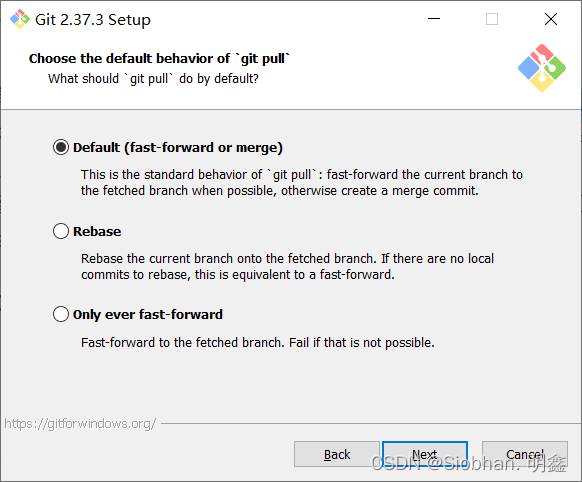 Git 2.37.3 Setup
Choose the default behavior of `git pull`
What should `git pull` do by default?
Default (fast-forward or merge)
This is the standard behavior of `git pull`: fast-forward the current branch to
the fetched branch when possible, otherwise create a merge commit.
Rebase
Rebase the current branch onto the fetched branch. If there are no local
commits to rebase, this is equivalent to a fast-forward.
Only ever fast-forward
Fast-forward to the fetched branch. Fail if that is not possible.
https://gitforwindows.org/
Back Next Cancel
CSDN @Siobhan. 明鑫